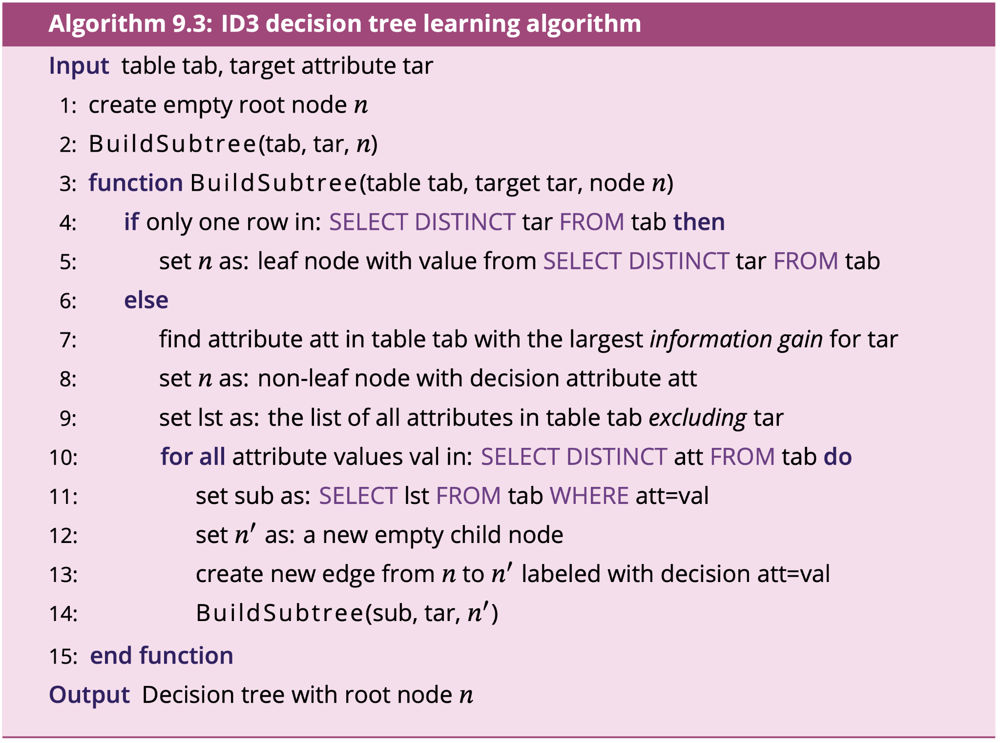 Algorithm 9.3: ID3 decision tree learning algorithm
Input table tab, target attribute tar
1: create empty root node n
2: BuildSubtree(tab, tar, n)
3: function BuildSubtree(table tab, target tar, node n)
4: if only one row in: SELECT DISTINCT tar FROM tab then
5: set n as: leaf node with value from SELECT DISTINCT tar FROM tab
6: else
7: find attribute att in table tab with the largest information gain for tar
8: set n as: non-leaf node with decision attribute att
9: set lst as: the list of all attributes in table tab excluding tar
10: for all attribute values val in: SELECT DISTINCT att FROM tab do
11: set sub as: SELECT lst FROM tab WHERE att=val
12: set n′ as: a new empty child node
13: create new edge from n to n′ labeled with decision att=val
14: BuildSubtree(sub, tar, n′)
15: end function
Output Decision tree with root node n